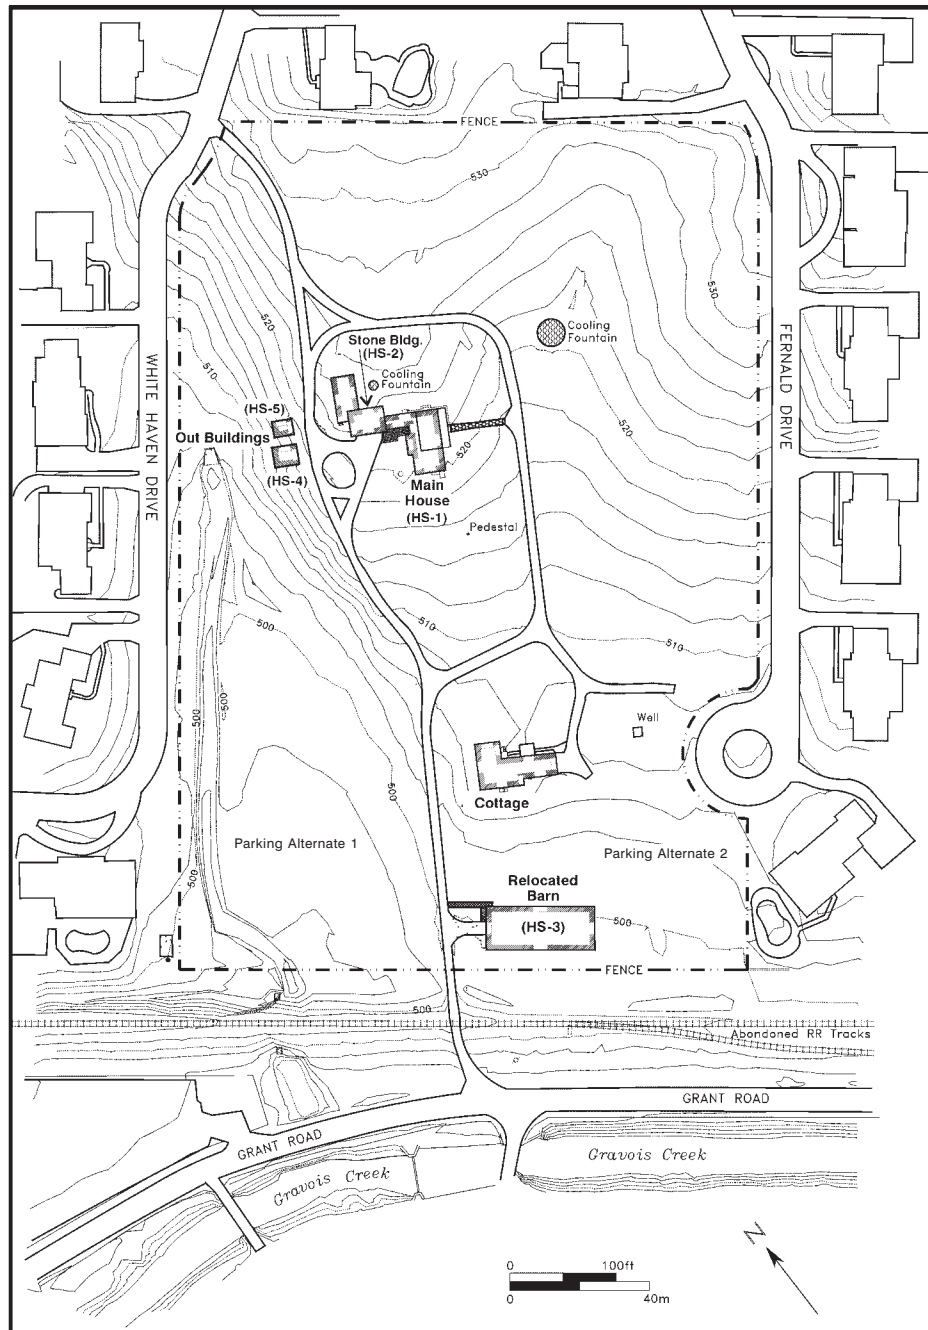 FENCE
530
530
520
Cooling
Fountain
Stone Bldg.
(HS-2)
Cooling
Fountain
510
WHITE HAVEN DRIVE
FERNALD DRIVE
(HS-5)
Out Buildings
(HS-4)
520
520
Main
House
(HS-1)
Pedestal
500
510
510
500
500
Well
500
Cottage
Parking Alternate 1
Parking Alternate 2
500
Relocated
Barn
(HS-3)
500
FENCE
500
Abondoned RR Tracks
GRANT ROAD
GRANT ROAD
Gravois Creek
Gravois Creek
N
0 100ft
0 40m